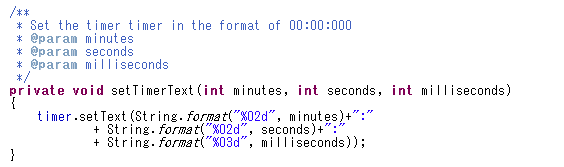 /**
 * Set the timer timer in the format of 00:00:000
 * @param minutes
 * @param seconds
 * @param milliseconds
 */
private void setTimerText(int minutes, int seconds, int milliseconds)
{
    timer.setText(String.format("%02d", minutes)+":"
            + String.format("%02d", seconds)+":"
            + String.format("%03d", milliseconds));
}